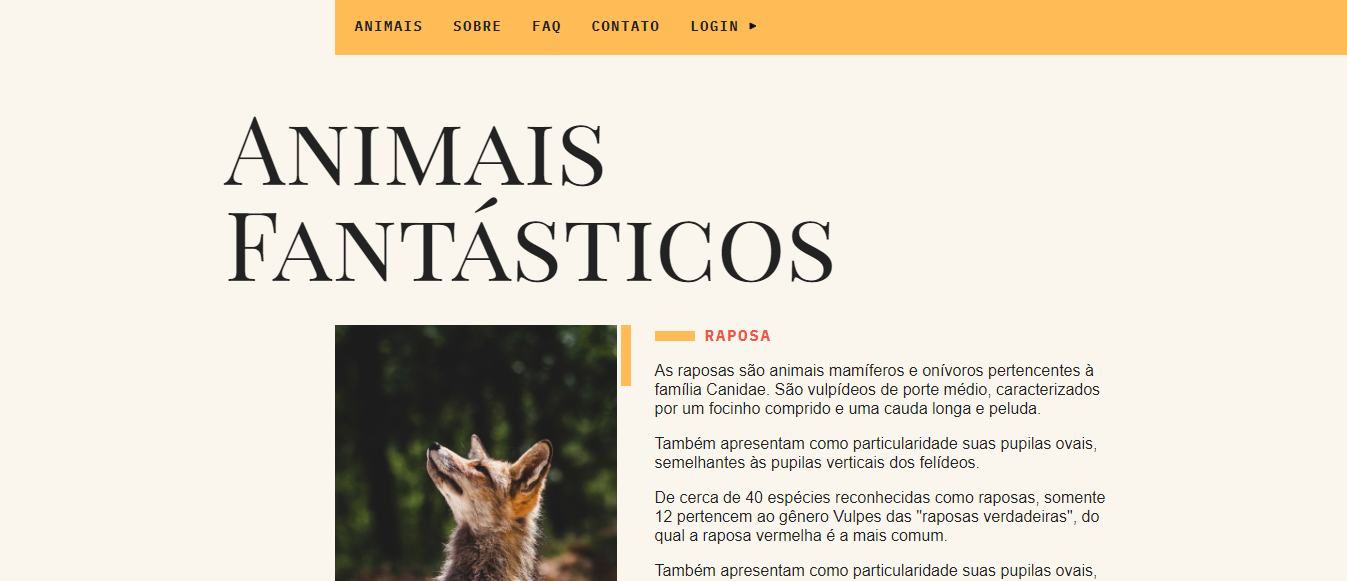 ANIMAIS SOBRE FAQ CONTATO LOGIN ▸
ANIMAIS
FANTÁSTICOS
RAPOSA
As raposas são animais mamíferos e onívoros pertencentes à
família Canidae. São vulpídeos de porte médio, caracterizados
por um focinho comprido e uma cauda longa e peluda.
Também apresentam como particularidade suas pupilas ovais,
semelhantes às pupilas verticais dos felídeos.
De cerca de 40 espécies reconhecidas como raposas, somente
12 pertencem ao gênero Vulpes das "raposas verdadeiras", do
qual a raposa vermelha é a mais comum.
Também apresentam como particularidade suas pupilas ovais,